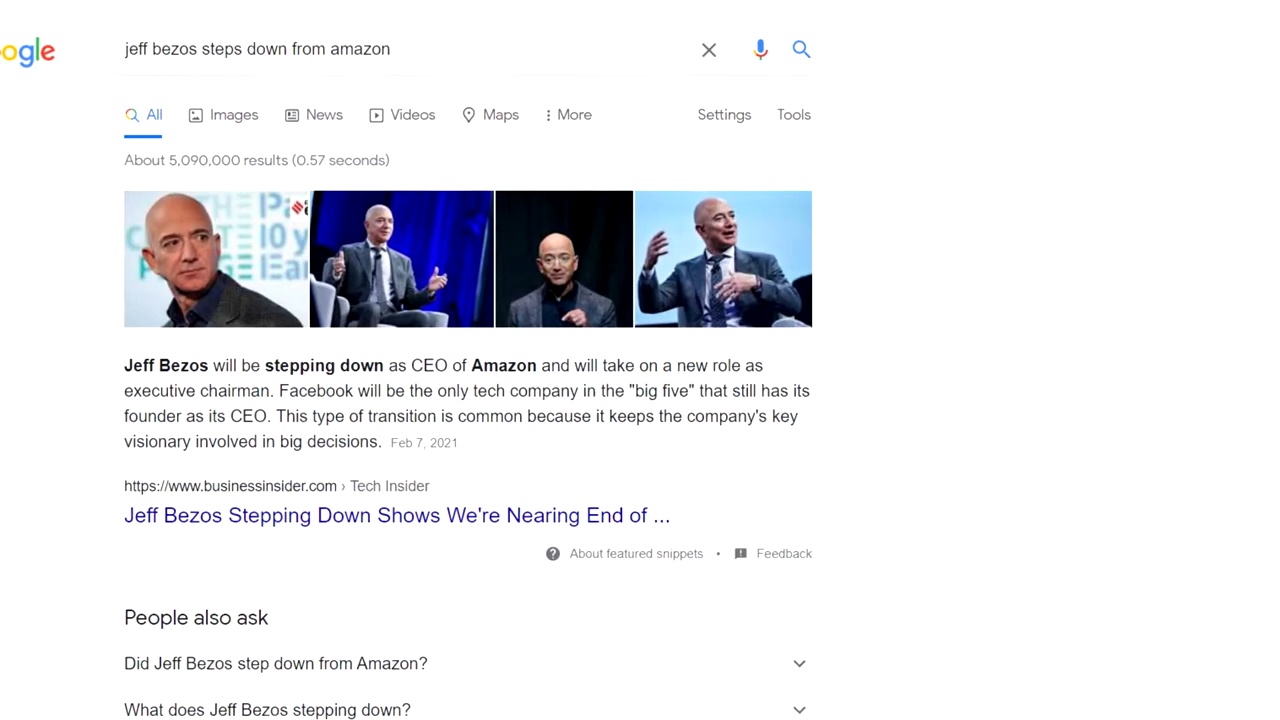 ogle
jeff bezos steps down from amazon
All Images News Videos Maps More Settings Tools
About 5,090,000 results (0.57 seconds)
Jeff Bezos will be stepping down as CEO of Amazon and will take on a new role as
executive chairman. Facebook will be the only tech company in the "big five" that still has its
founder as its CEO. This type of transition is common because it keeps the company's key
visionary involved in big decisions. Feb 7, 2021
https://www.businessinsider.com › Tech Insider
Jeff Bezos Stepping Down Shows We're Nearing End of ...
About featured snippets • Feedback
People also ask
Did Jeff Bezos step down from Amazon?
What does Jeff Bezos stepping down?